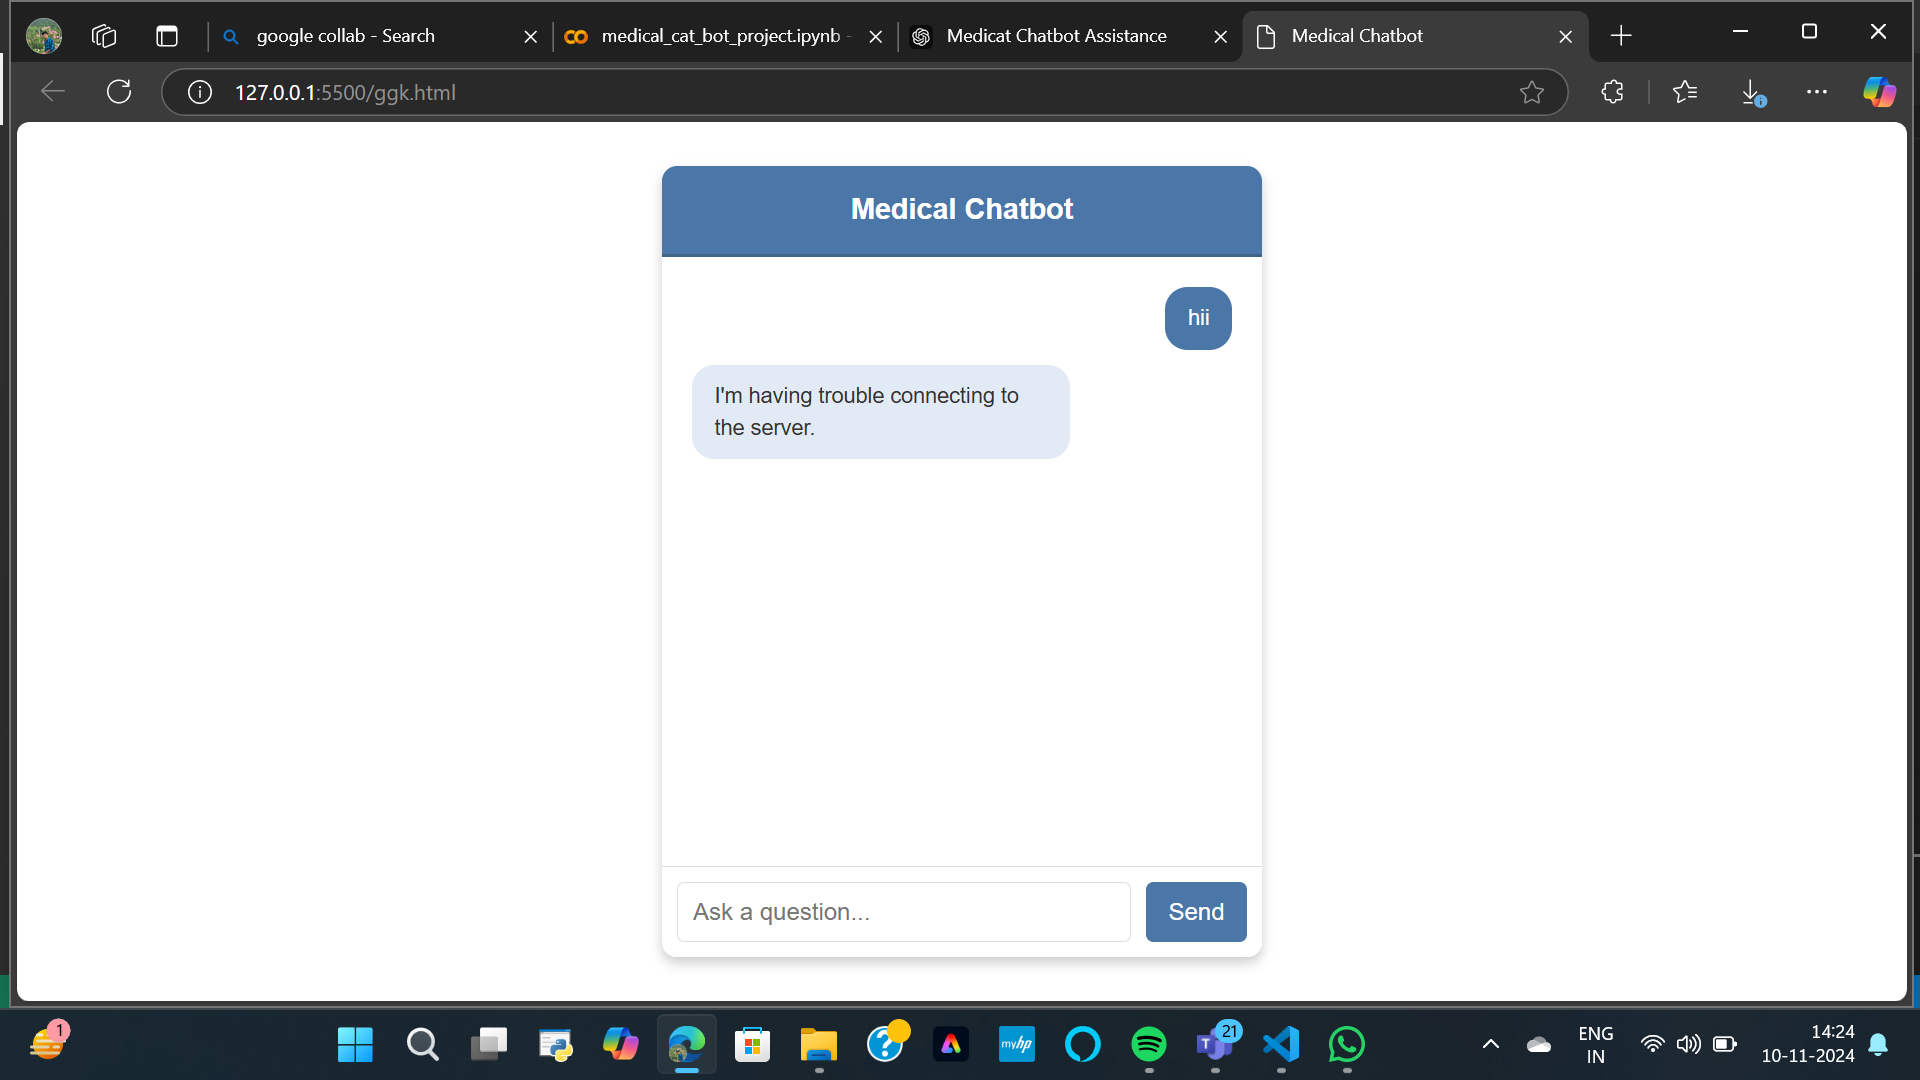 google collab - Search
medical_cat_bot_project.ipynb -
Medicat Chatbot Assistance
Medical Chatbot
127.0.0.1:5500/ggk.html
Medical Chatbot
hii
I'm having trouble connecting to
the server.
Ask a question...
Send
1
myhp
21
T
ENG
IN
14:24
10-11-2024